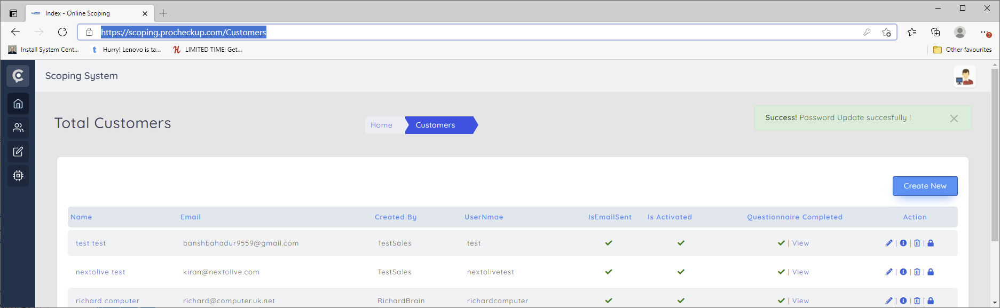 Index - Online Scoping
https://scoping.procheckup.com/Customers
Install System Cent... Hurry! Lenovo is ta... LIMITED TIME: Get... Other favourites
Scoping System
Total Customers
Home Customers
Success! Password Update succesfully !
Create New
Name Email Created By UserNmae IsEmailSent Is Activated Questionnaire Completed Action
test test banshbahadur9559@gmail.com TestSales test | View | | |
nextolive test kiran@nextolive.com TestSales nextolivetest | View | | |
richard computer richard@computer.uk.net RichardBrain richardcomputer | View | | |